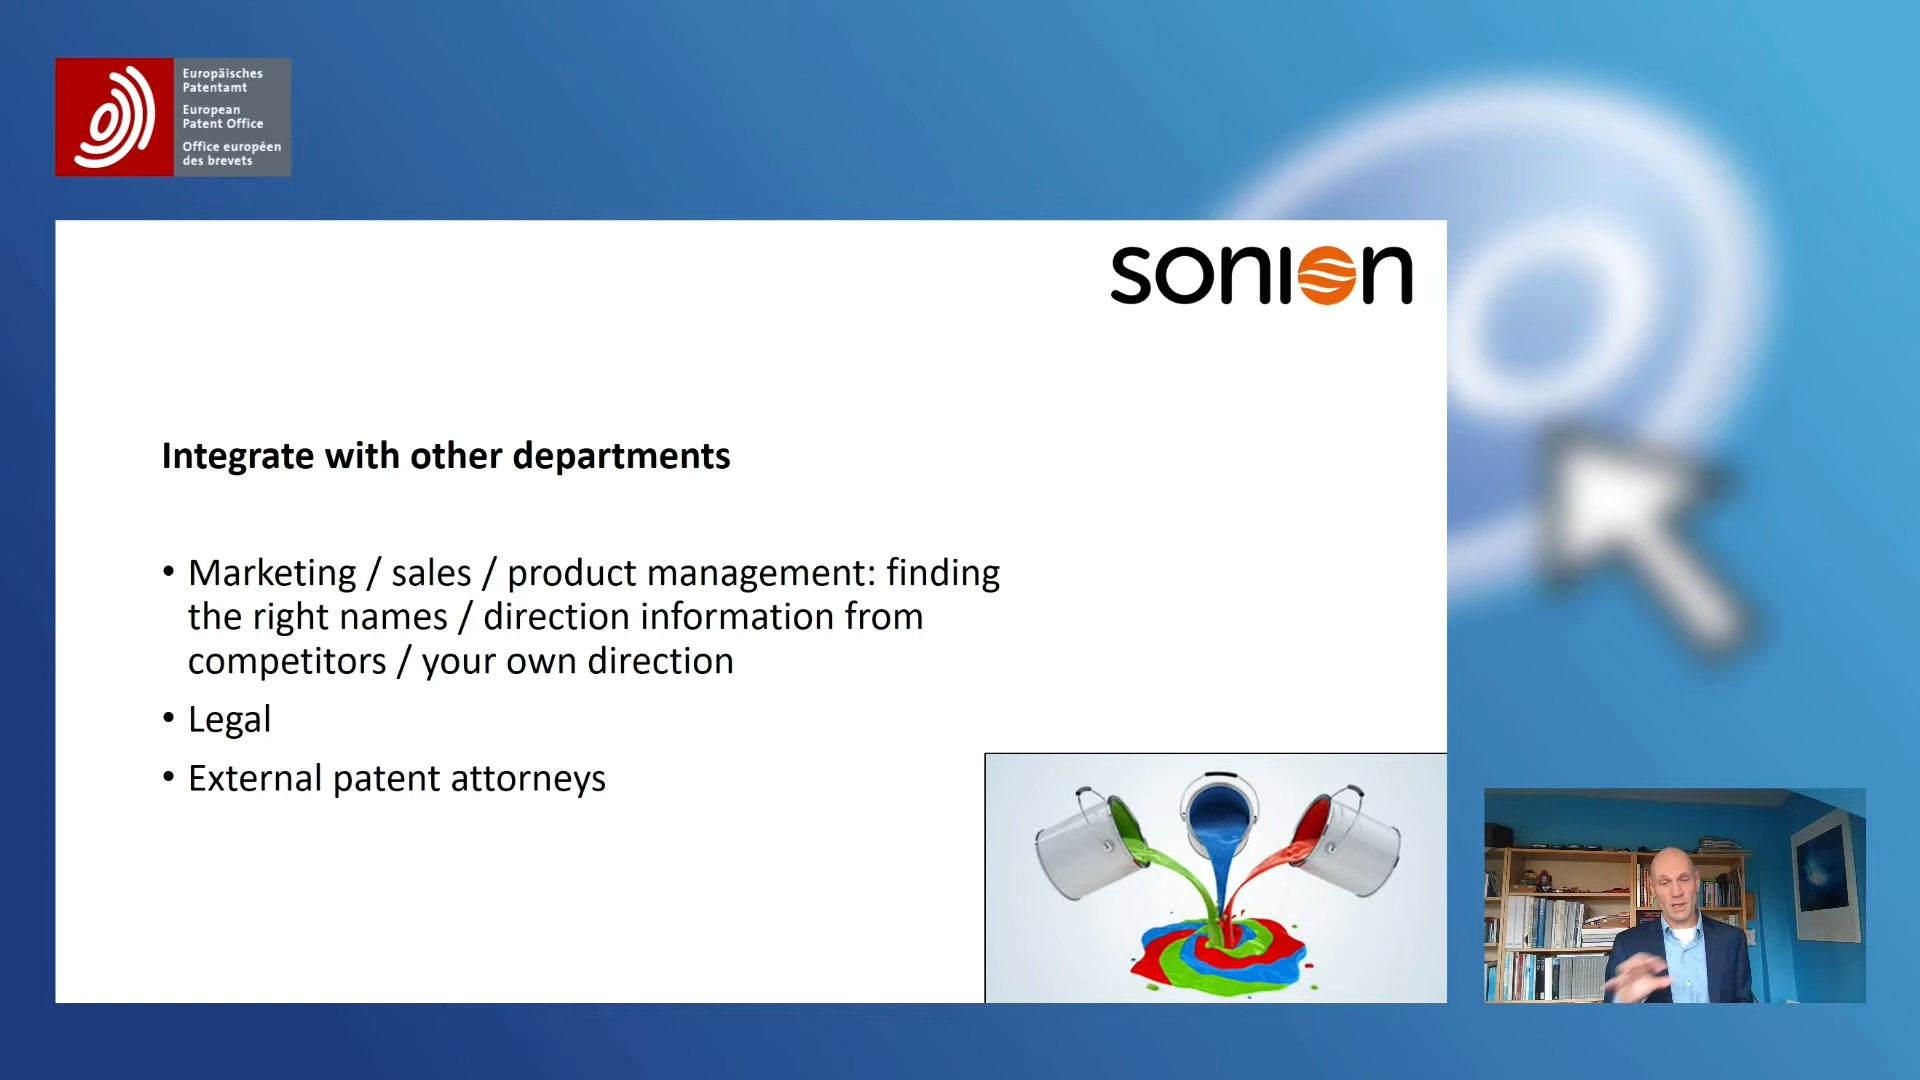 Europäisches
Patentamt
European
Patent Office
Office européen
des brevets
sonion
Integrate with other departments
• Marketing / sales / product management: finding
the right names / direction information from
competitors / your own direction
• Legal
• External patent attorneys